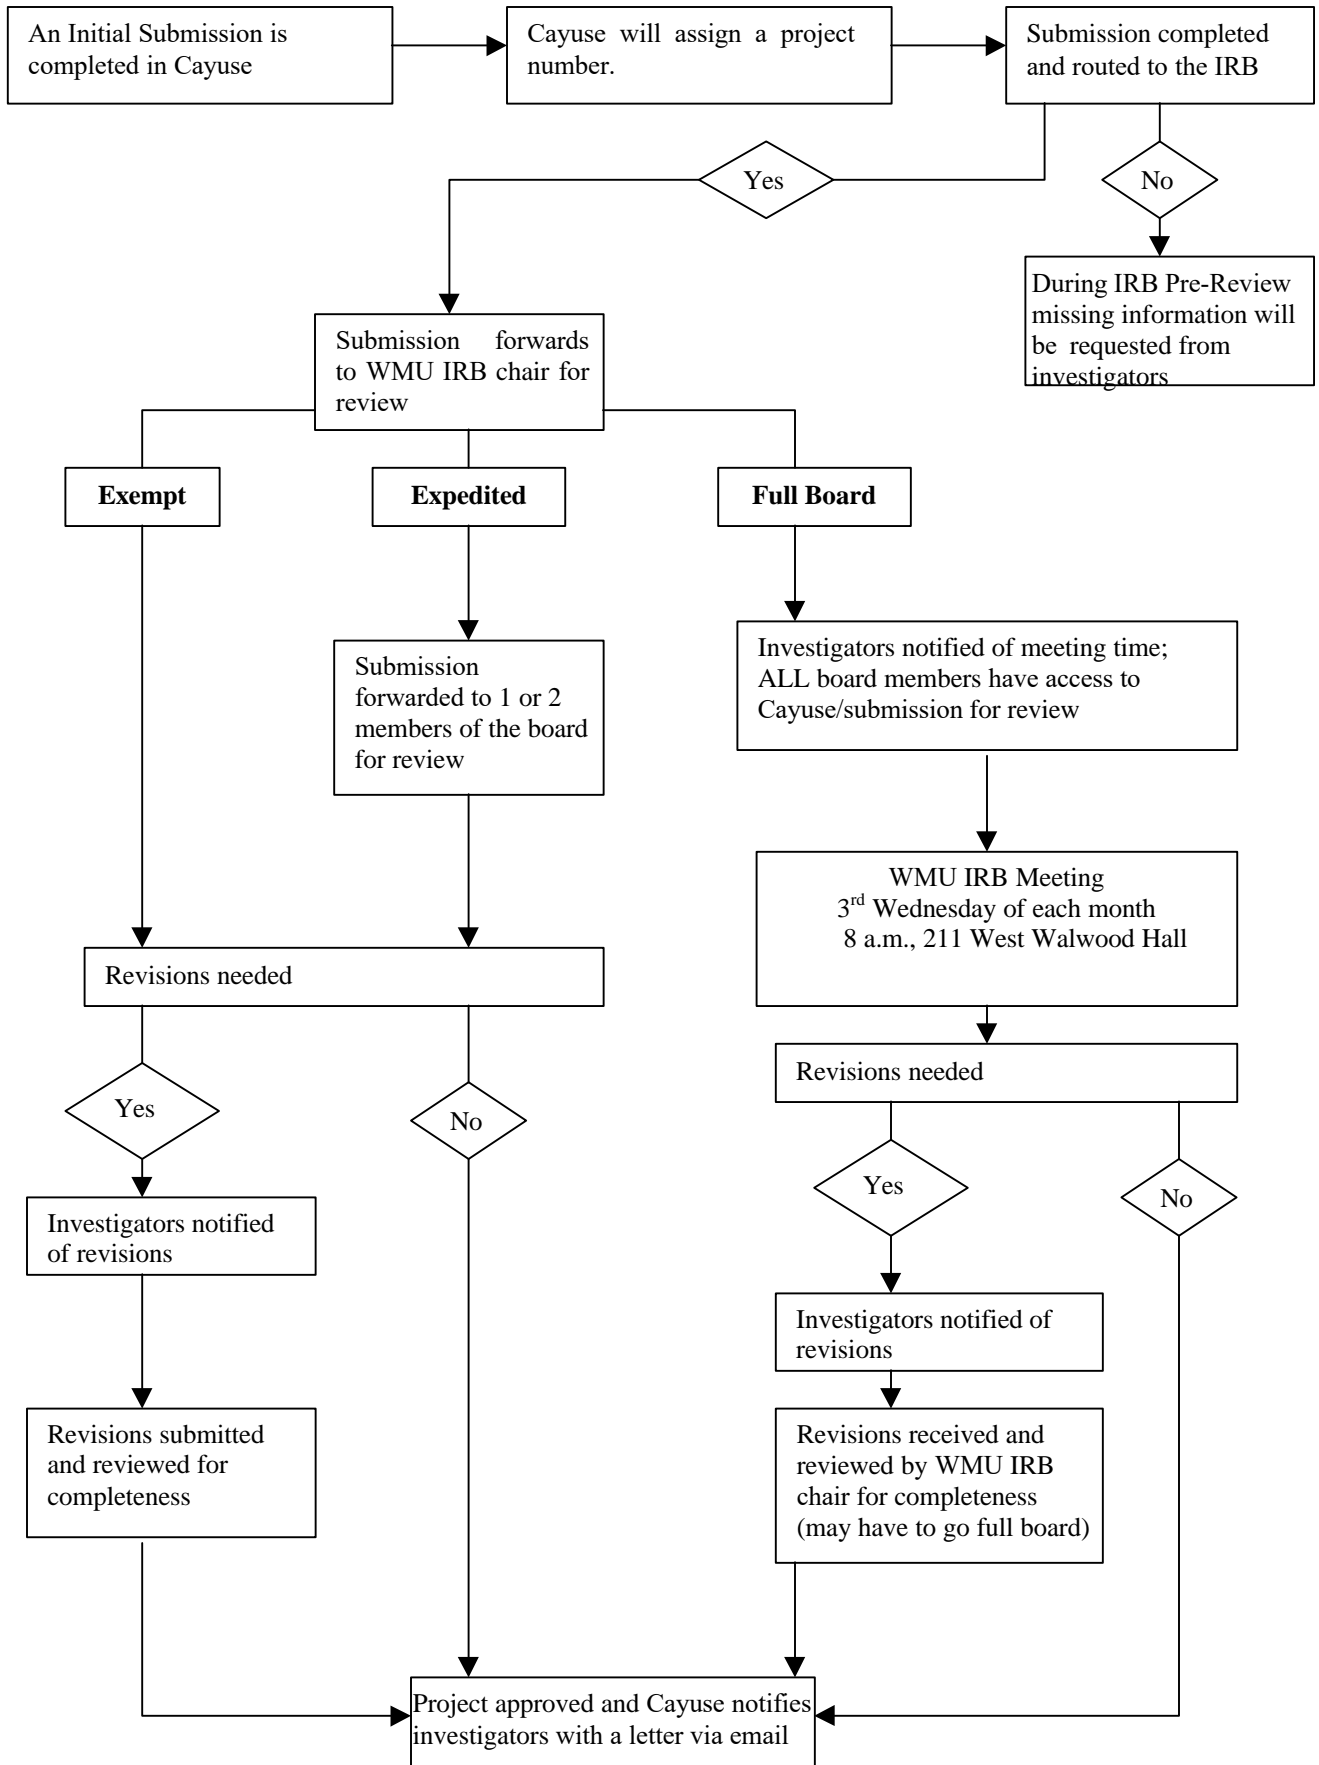 An Initial Submission is
completed in Cayuse
Cayuse will assign a project
number.
Submission completed
and routed to the IRB
Yes
No
During IRB Pre-Review
missing information will
be requested from
investigators
Submission forwards
to WMU IRB chair for
review
Exempt
Expedited
Full Board
Submission
forwarded to 1 or 2
members of the board
for review
Investigators notified of meeting time;
ALL board members have access to
Cayuse/submission for review
WMU IRB Meeting
3rd Wednesday of each month
8 a.m., 211 West Walwood Hall
Revisions needed
Revisions needed
Yes
No
Yes
No
Investigators notified
of revisions
Investigators notified of
revisions
Revisions submitted
and reviewed for
completeness
Revisions received and
reviewed by WMU IRB
chair for completeness
(may have to go full board)
Project approved and Cayuse notifies
investigators with a letter via email